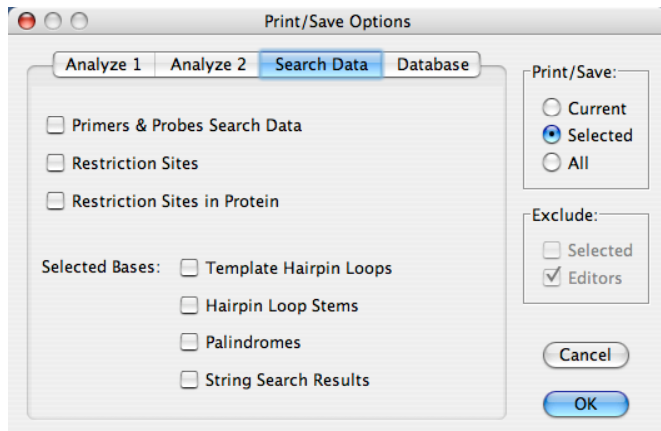 Print/Save Options
Analyze 1 Analyze 2 Search Data Database
Primers & Probes Search Data
Restriction Sites
Restriction Sites in Protein
Selected Bases: Template Hairpin Loops
Hairpin Loop Stems
Palindromes
String Search Results
Print/Save:
Current
Selected
All
Exclude:
Selected
Editors
Cancel
OK